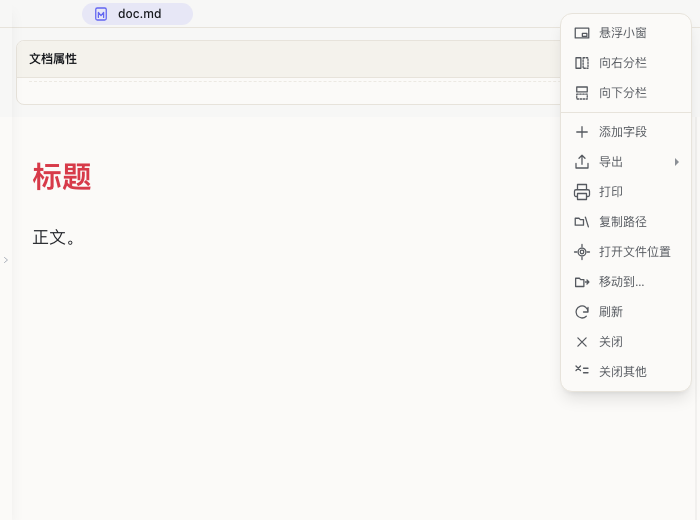 doc.md
文档属性
标题
正文。
悬浮小窗
向右分栏
向下分栏
添加字段
导出
打印
复制路径
打开文件位置
移动到...
刷新
关闭
关闭其他